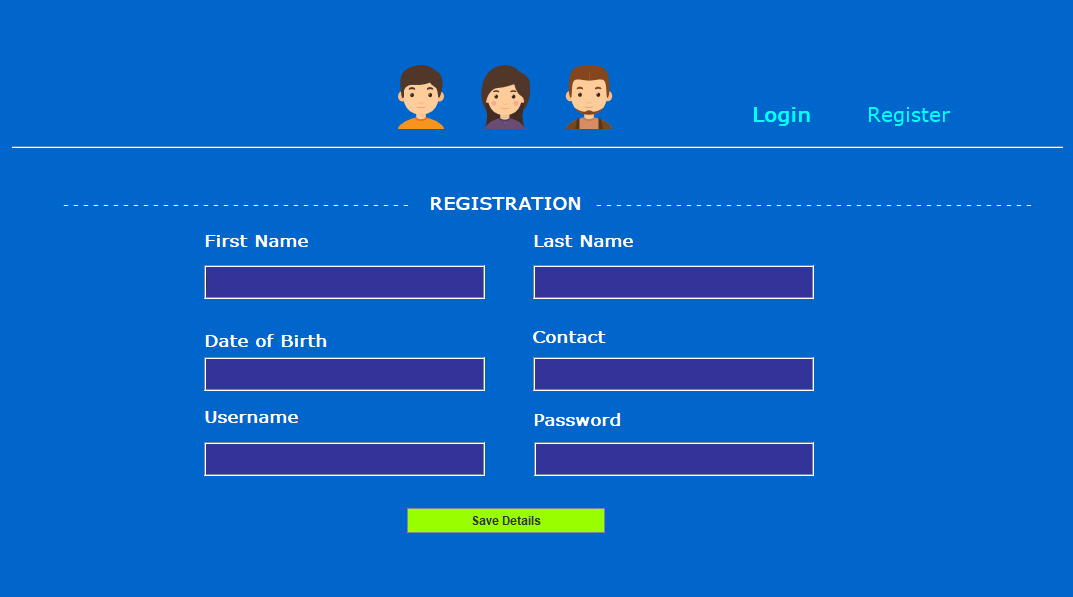 Login Register
REGISTRATION
First Name Last Name
Date of Birth Contact
Username Password
Save Details